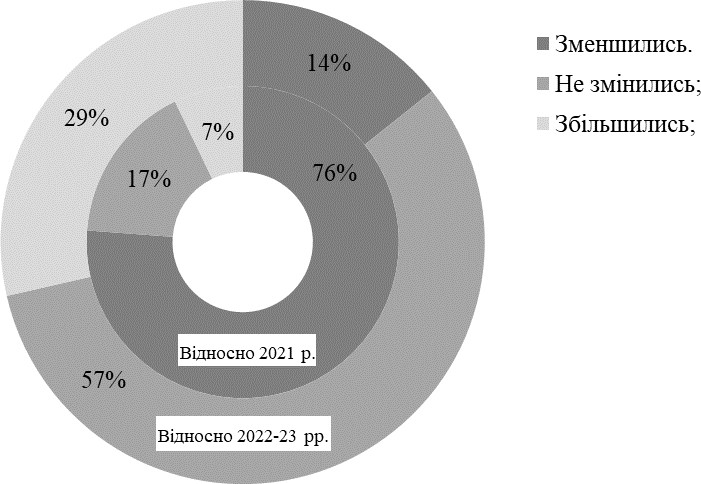 14%
Зменшились.
Не змінились;
Збільшились;
29%
7%
76%
17%
Відносно 2021 р.
57%
Відносно 2022-23 рр.